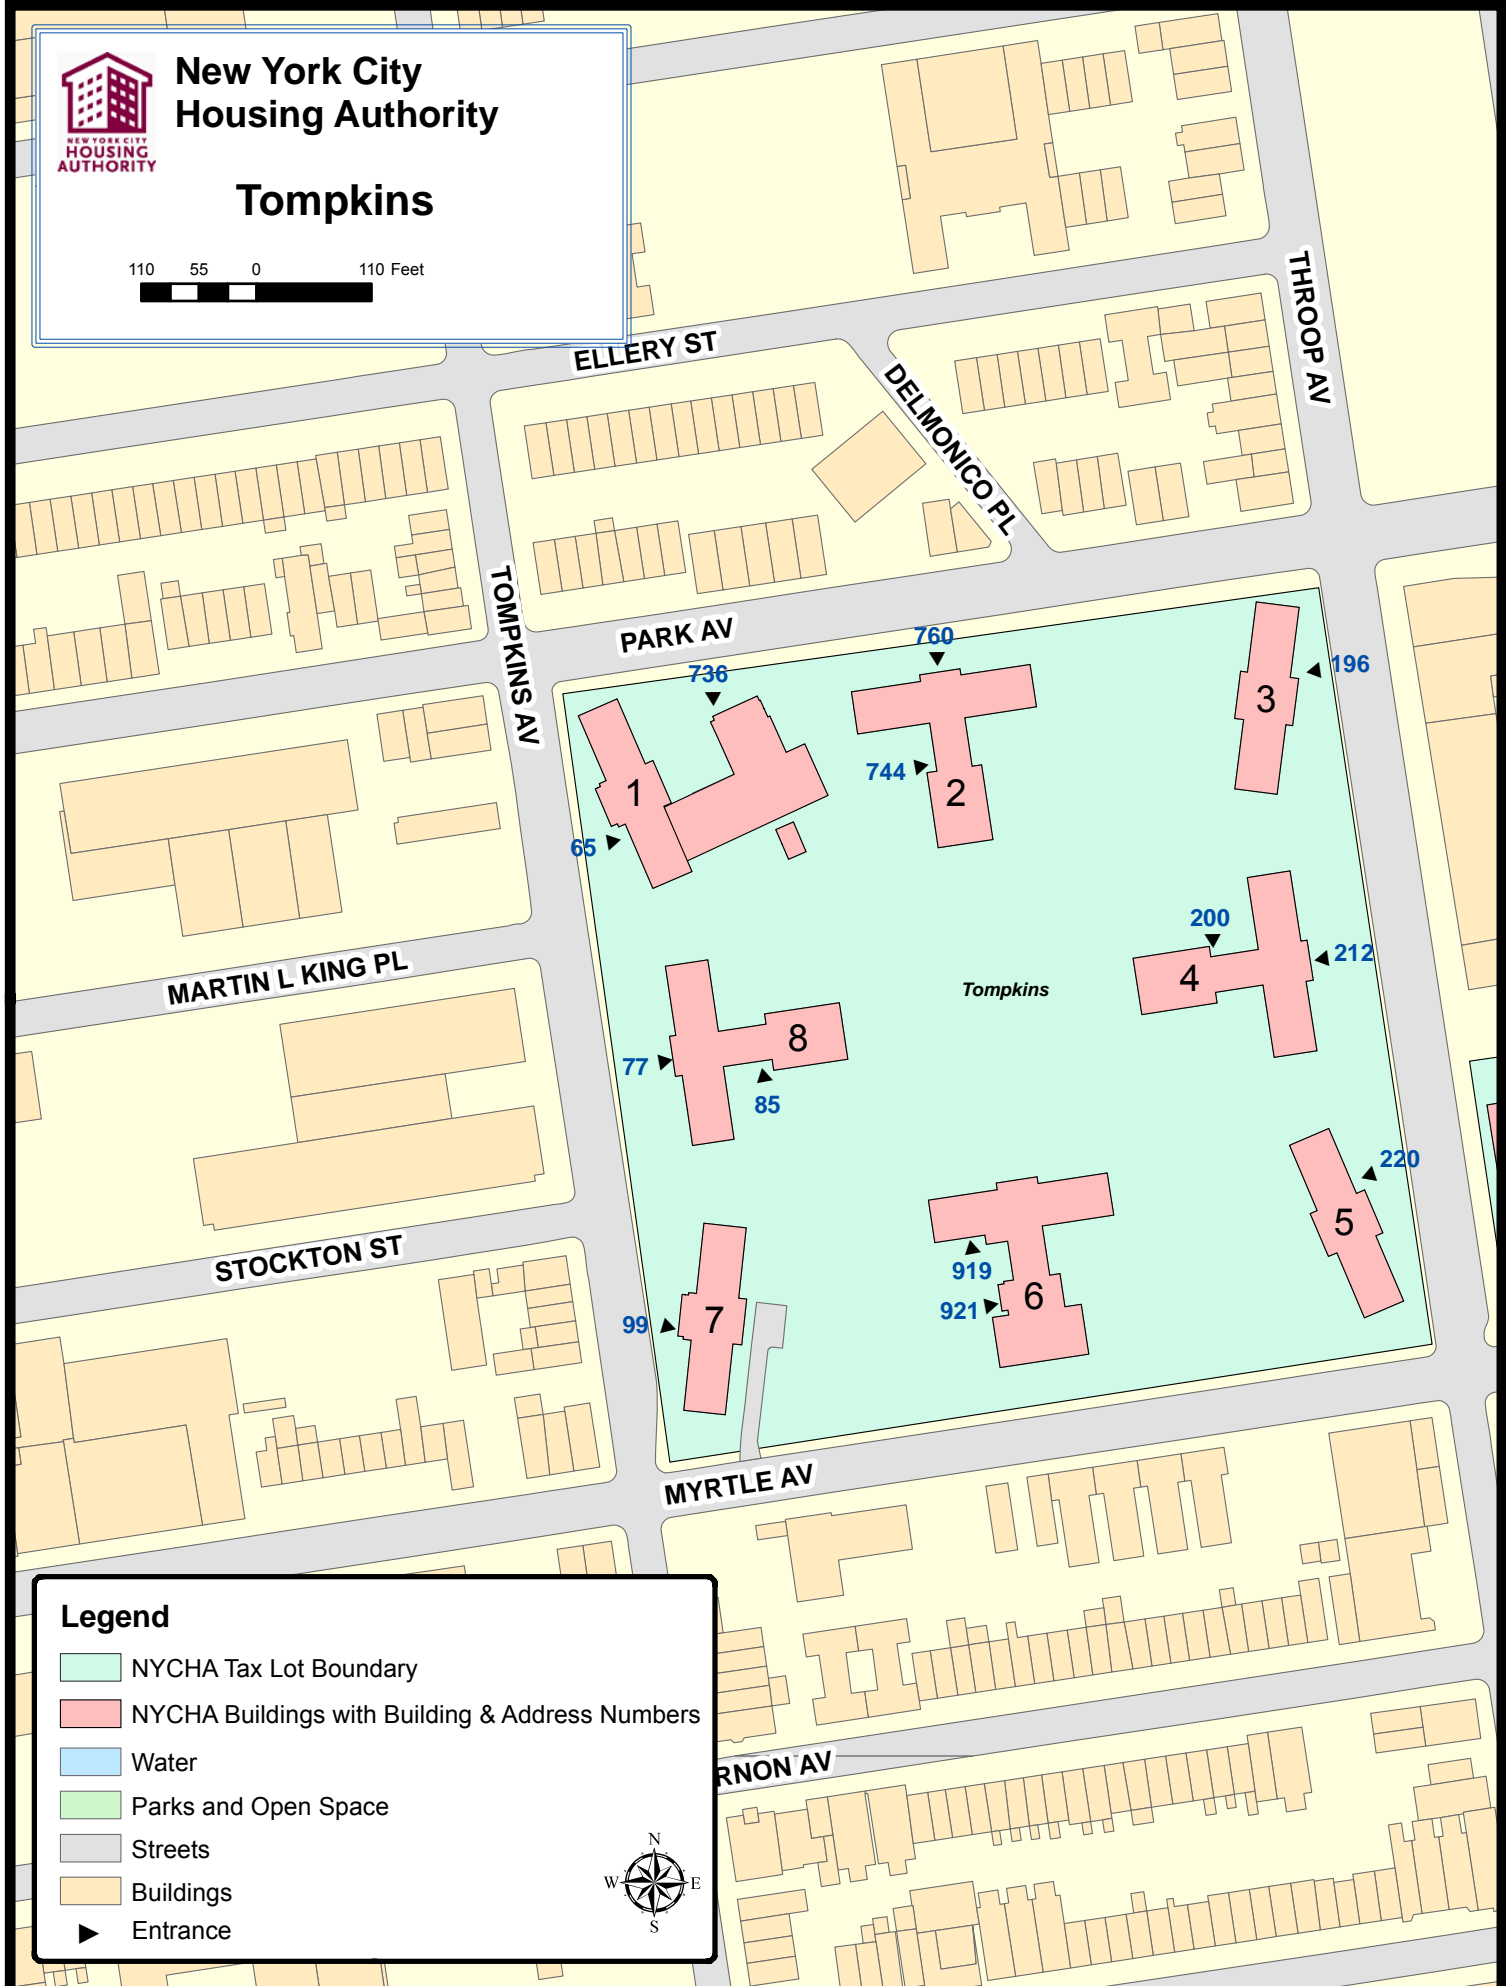 New York City
Housing Authority
NEW YORK CITY
HOUSING
AUTHORITY
Tompkins
110 55 0 110 Feet
THROOP AV
ELLERY ST
DELMONICO PL
TOMPKINS AV
PARK AV
760
736
196
3
744
2
1
65
200
212
MARTIN L KING PL
4
Tompkins
8
77
85
220
5
STOCKTON ST
919
921
6
99
7
MYRTLE AV
RNON AV
Legend
NYCHA Tax Lot Boundary
NYCHA Buildings with Building & Address Numbers
Water
Parks and Open Space
Streets
Buildings
Entrance
N
W E
S